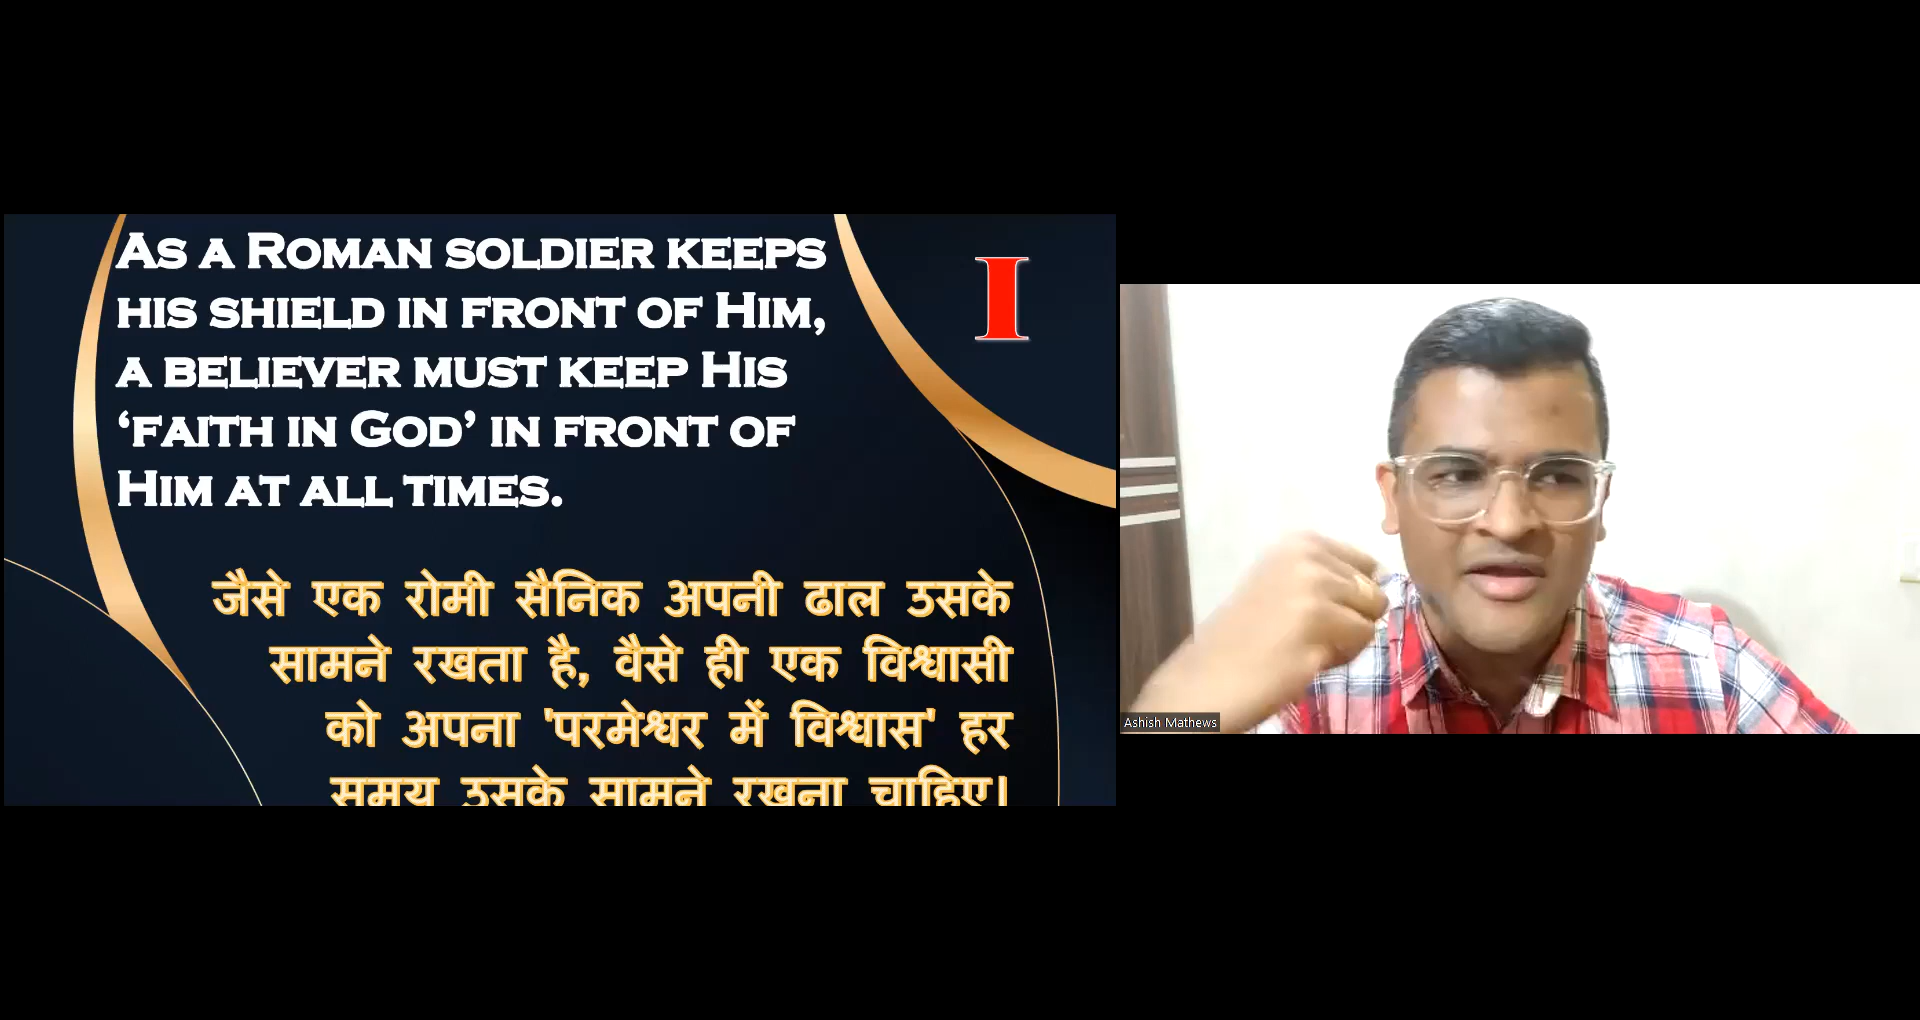 As a Roman soldier keeps
his shield in front of Him,
a believer must keep His
‘faith in God’ in front of
Him at all times.
I
जैसे एक रोमी सैनिक अपनी ढाल उसके
सामने रखता है, वैसे ही एक विश्वासी
को अपना 'परमेश्वर में विश्वास' हर
समय उसके सामने रखना चाहिए।
Ashish Mathews